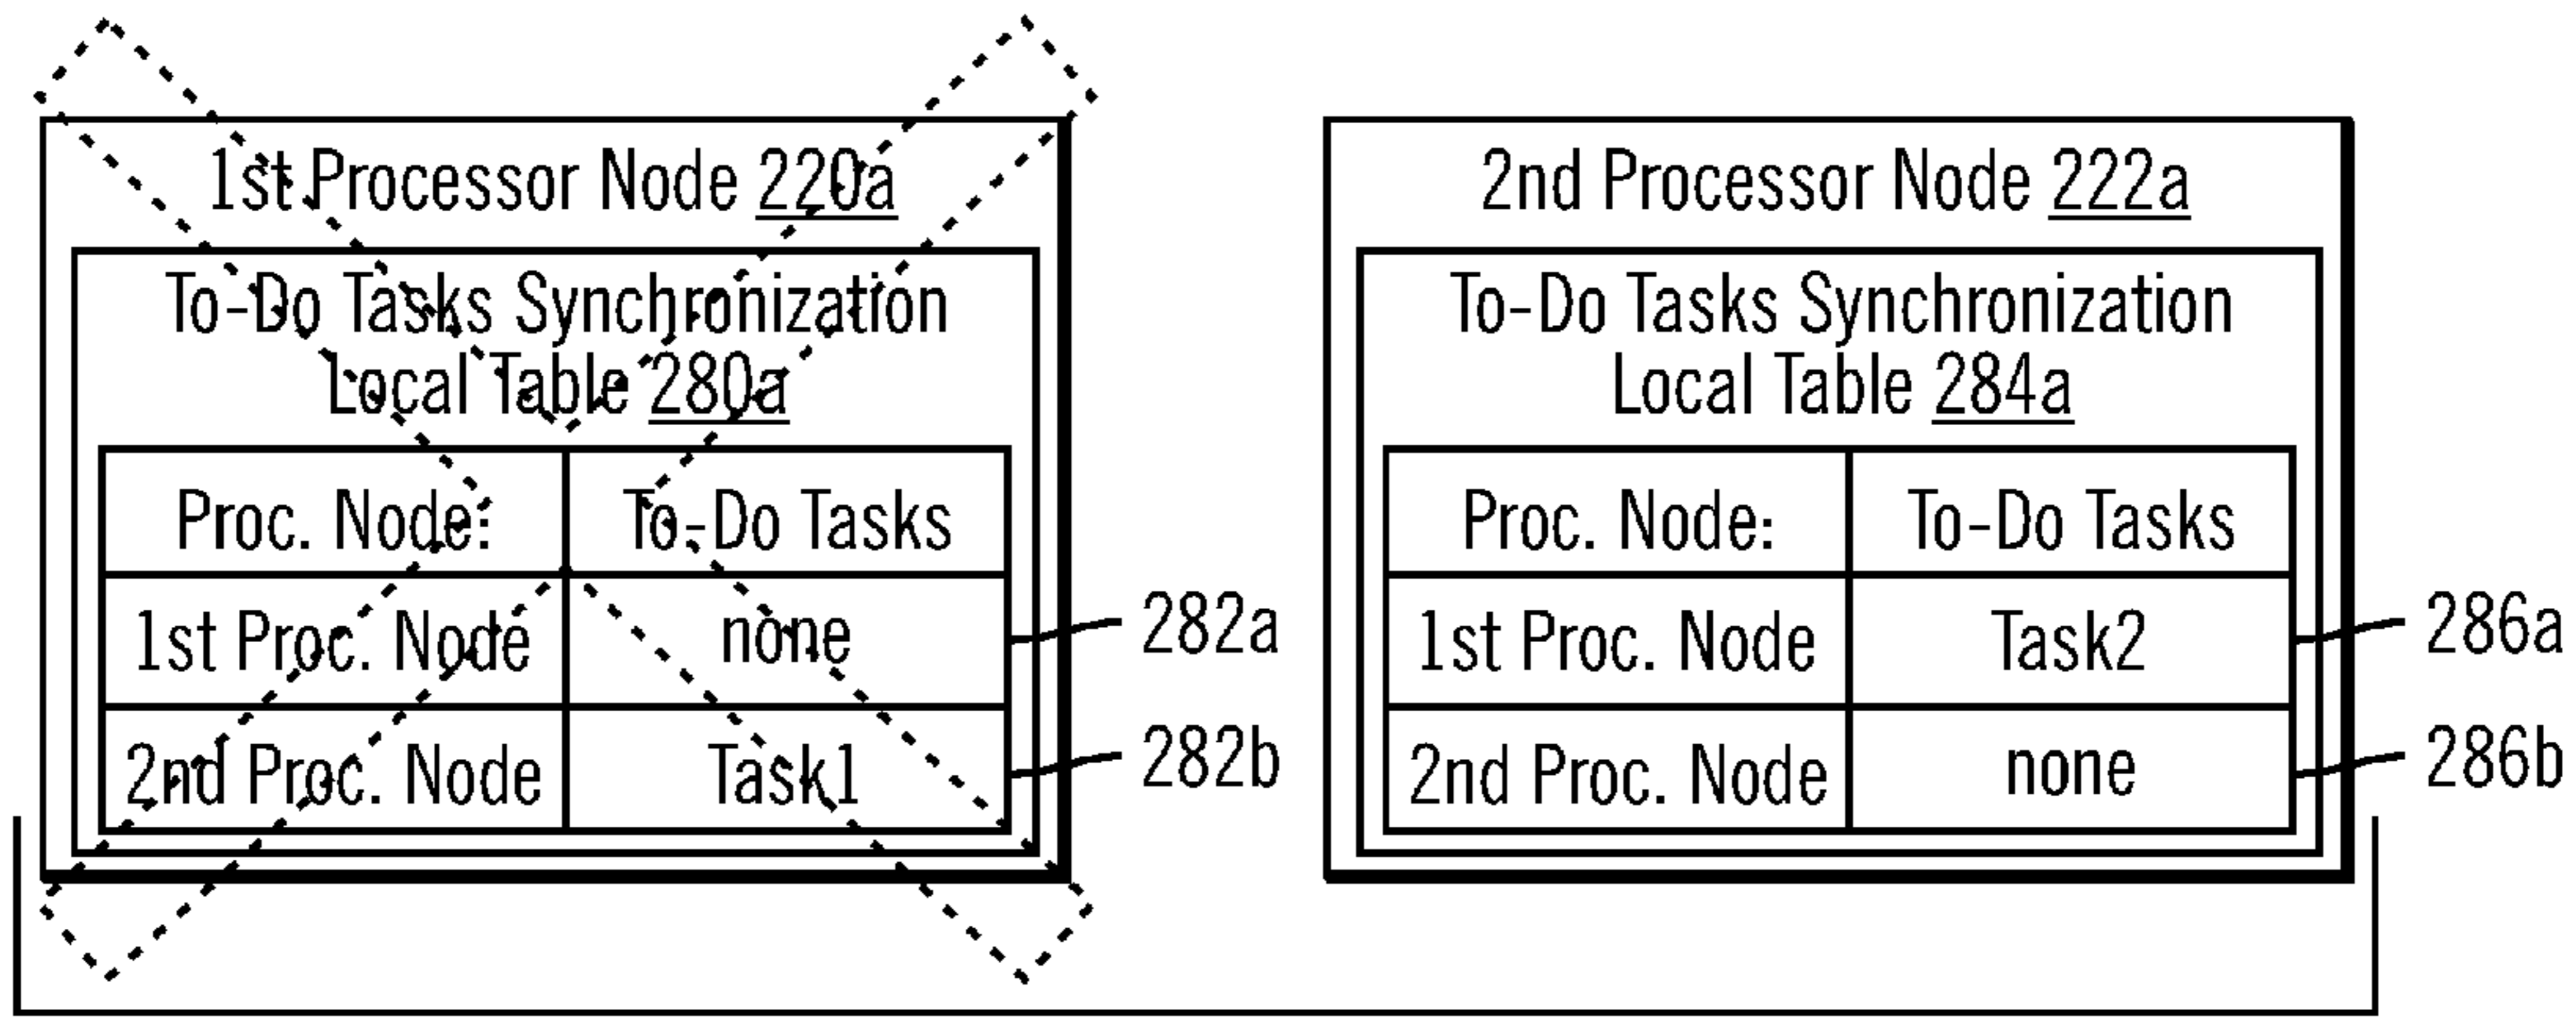 1st Processor Node 220a
To-Do Tasks Synchronization
Local Table 280a
Proc. Node: To-Do Tasks
1st Proc. Node none
282a
2nd Proc. Node Task1
282b
2nd Processor Node 222a
To-Do Tasks Synchronization
Local Table 284a
Proc. Node: To-Do Tasks
1st Proc. Node Task2
286a
2nd Proc. Node none
286b